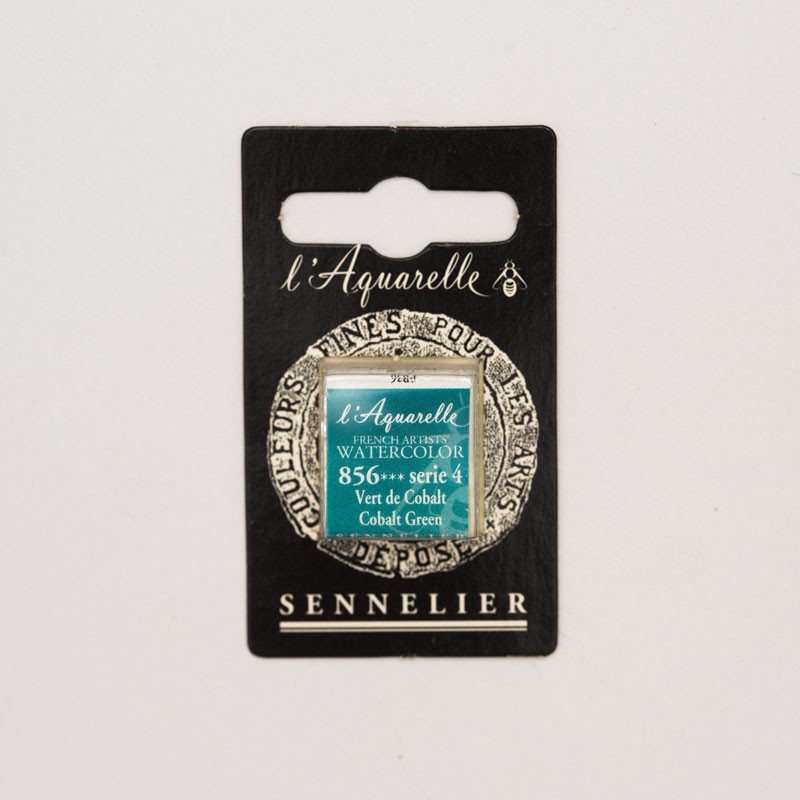 l'Aquarelle
COULEURS FINES POUR LES ARTS
DÉPOSÉ
l'Aquarelle
FRENCH ARTISTS'
WATERCOLOR
856*** serie 4
Vert de Cobalt
Cobalt Green
SENNELIER
SENNELIER